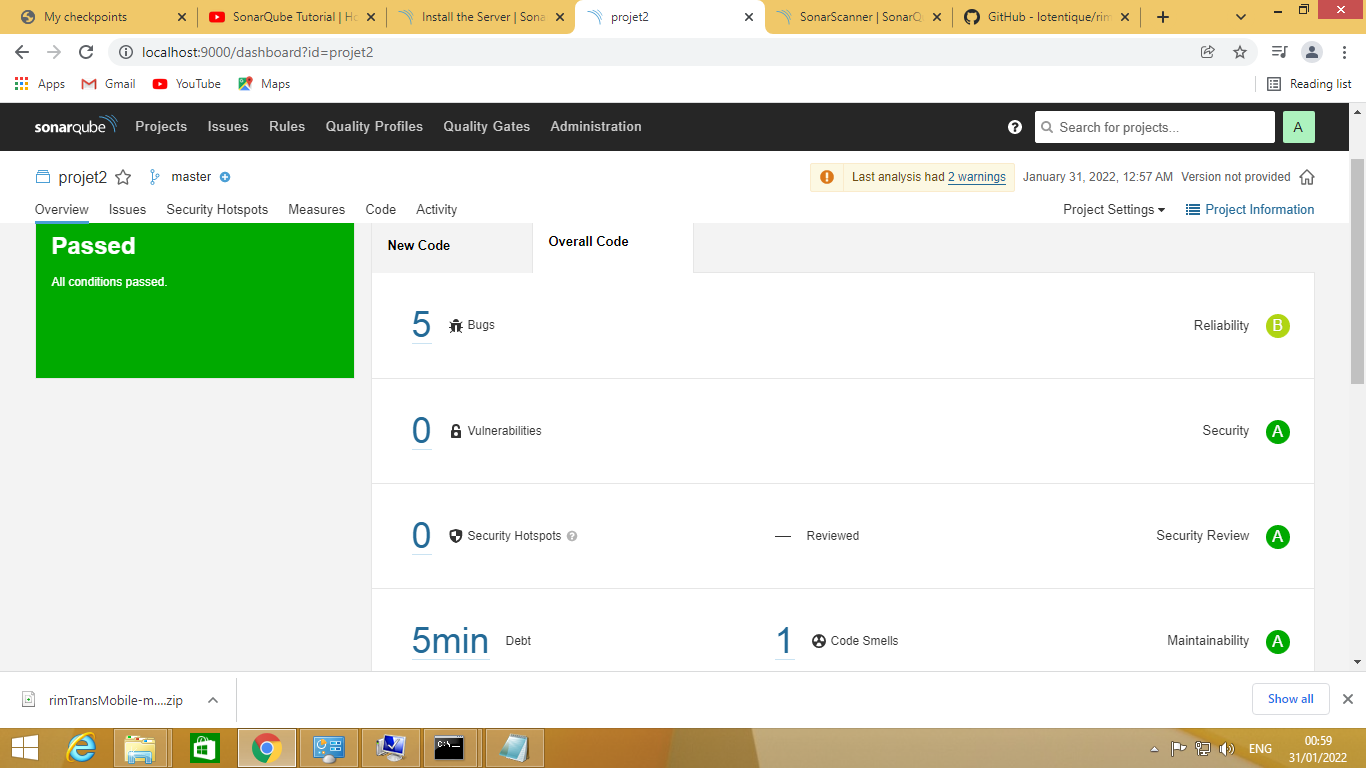 My checkpoints
SonarQube Tutorial | Ho
Install the Server | Sona
projet2
SonarScanner | SonarQ
GitHub - lotentique/rim
localhost:9000/dashboard?id=projet2
Apps
Gmail
YouTube
Maps
Reading list
sonarqube
Projects
Issues
Rules
Quality Profiles
Quality Gates
Administration
Search for projects...
A
projet2
master
Last analysis had 2 warnings
January 31, 2022, 12:57 AM
Version not provided
Overview
Issues
Security Hotspots
Measures
Code
Activity
Project Settings
Project Information
Passed
All conditions passed.
New Code
Overall Code
5
Bugs
Reliability
B
0
Vulnerabilities
Security
A
0
Security Hotspots
Reviewed
Security Review
A
5min
Debt
1
Code Smells
Maintainability
A
rimTransMobile-m....zip
Show all
ENG
00:59
31/01/2022